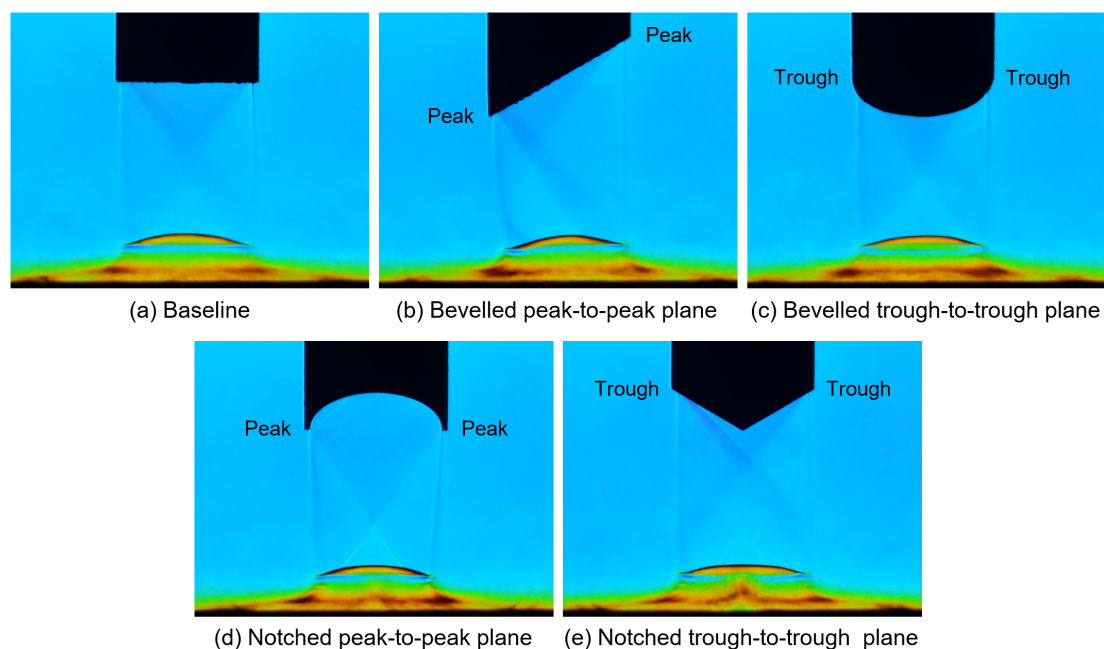 Peak
Peak
Trough
Trough
(a) Baseline
(b) Bevelled peak-to-peak plane
(c) Bevelled trough-to-trough plane
Peak
Peak
Trough
Trough
(d) Notched peak-to-peak plane
(e) Notched trough-to-trough plane